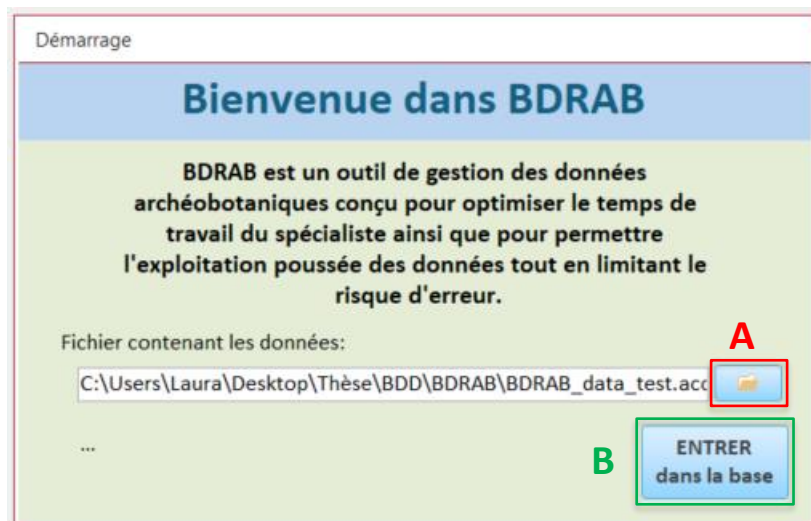 Démarrage
Bienvenue dans BDRAB
BDRAB est un outil de gestion des données
archéobotaniques conçu pour optimiser le temps de
travail du spécialiste ainsi que pour permettre
l'exploitation poussée des données tout en limitant le
risque d'erreur.
A
Fichier contenant les données:
C:\Users\Laura\Desktop\Thèse\BDD\BDRAB\BDRAB_data_test.acc
...
B
ENTRER
dans la base